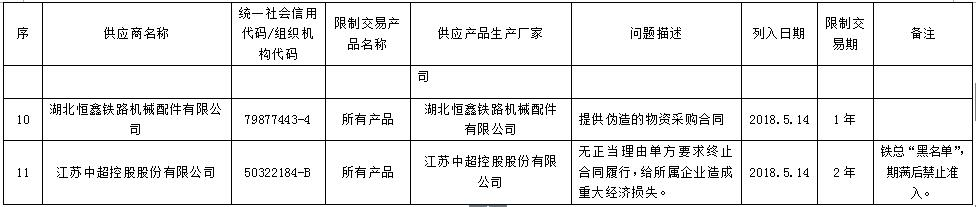 序 供应商名称 统一社会信用代码/组织机构代码 限制交易产品名称 供应产品生产厂家 问题描述 列入日期 限制交易期 备注
司
10 湖北恒鑫铁路机械配件有限公司 79877443-4 所有产品 湖北恒鑫铁路机械配件有限公司 提供伪造的物资采购合同 2018.5.14 1年
11 江苏中超控股股份有限公司 50322184-B 所有产品 江苏中超控股股份有限公司 无正当理由单方要求终止合同履行，给所属企业造成重大经济损失。 2018.5.14 2年 铁总“黑名单”，期满后禁止准入。